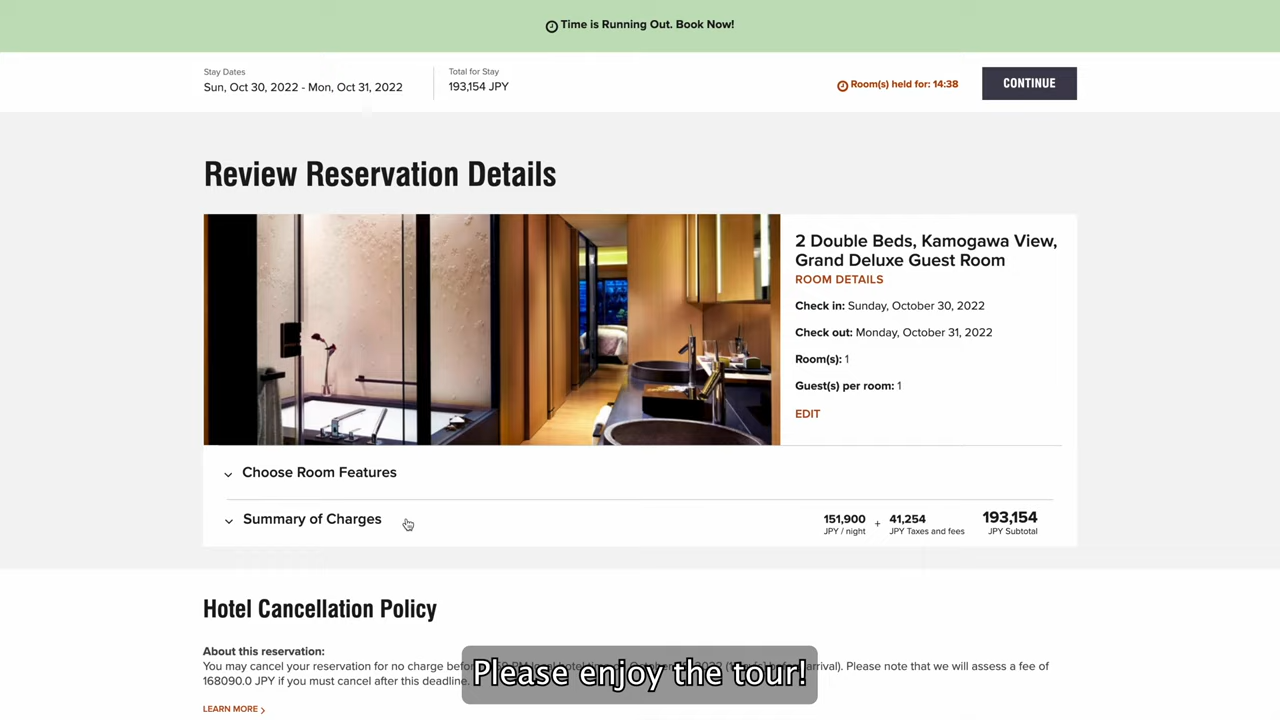 Time is Running Out. Book Now!
Stay Dates
Sun, Oct 30, 2022 - Mon, Oct 31, 2022
Total for Stay
193,154 JPY
Room(s) held for: 14:38
CONTINUE
Review Reservation Details
2 Double Beds, Kamogawa View,
Grand Deluxe Guest Room
ROOM DETAILS
Check in: Sunday, October 30, 2022
Check out: Monday, October 31, 2022
Room(s): 1
Guest(s) per room: 1
EDIT
Choose Room Features
Summary of Charges
151,900
JPY / night
+
41,254
JPY Taxes and fees
193,154
JPY Subtotal
Hotel Cancellation Policy
About this reservation:
You may cancel your reservation for no charge before arrival). Please note that we will assess a fee of
168090.0 JPY if you must cancel after this deadline.
Please enjoy the tour!
LEARN MORE >